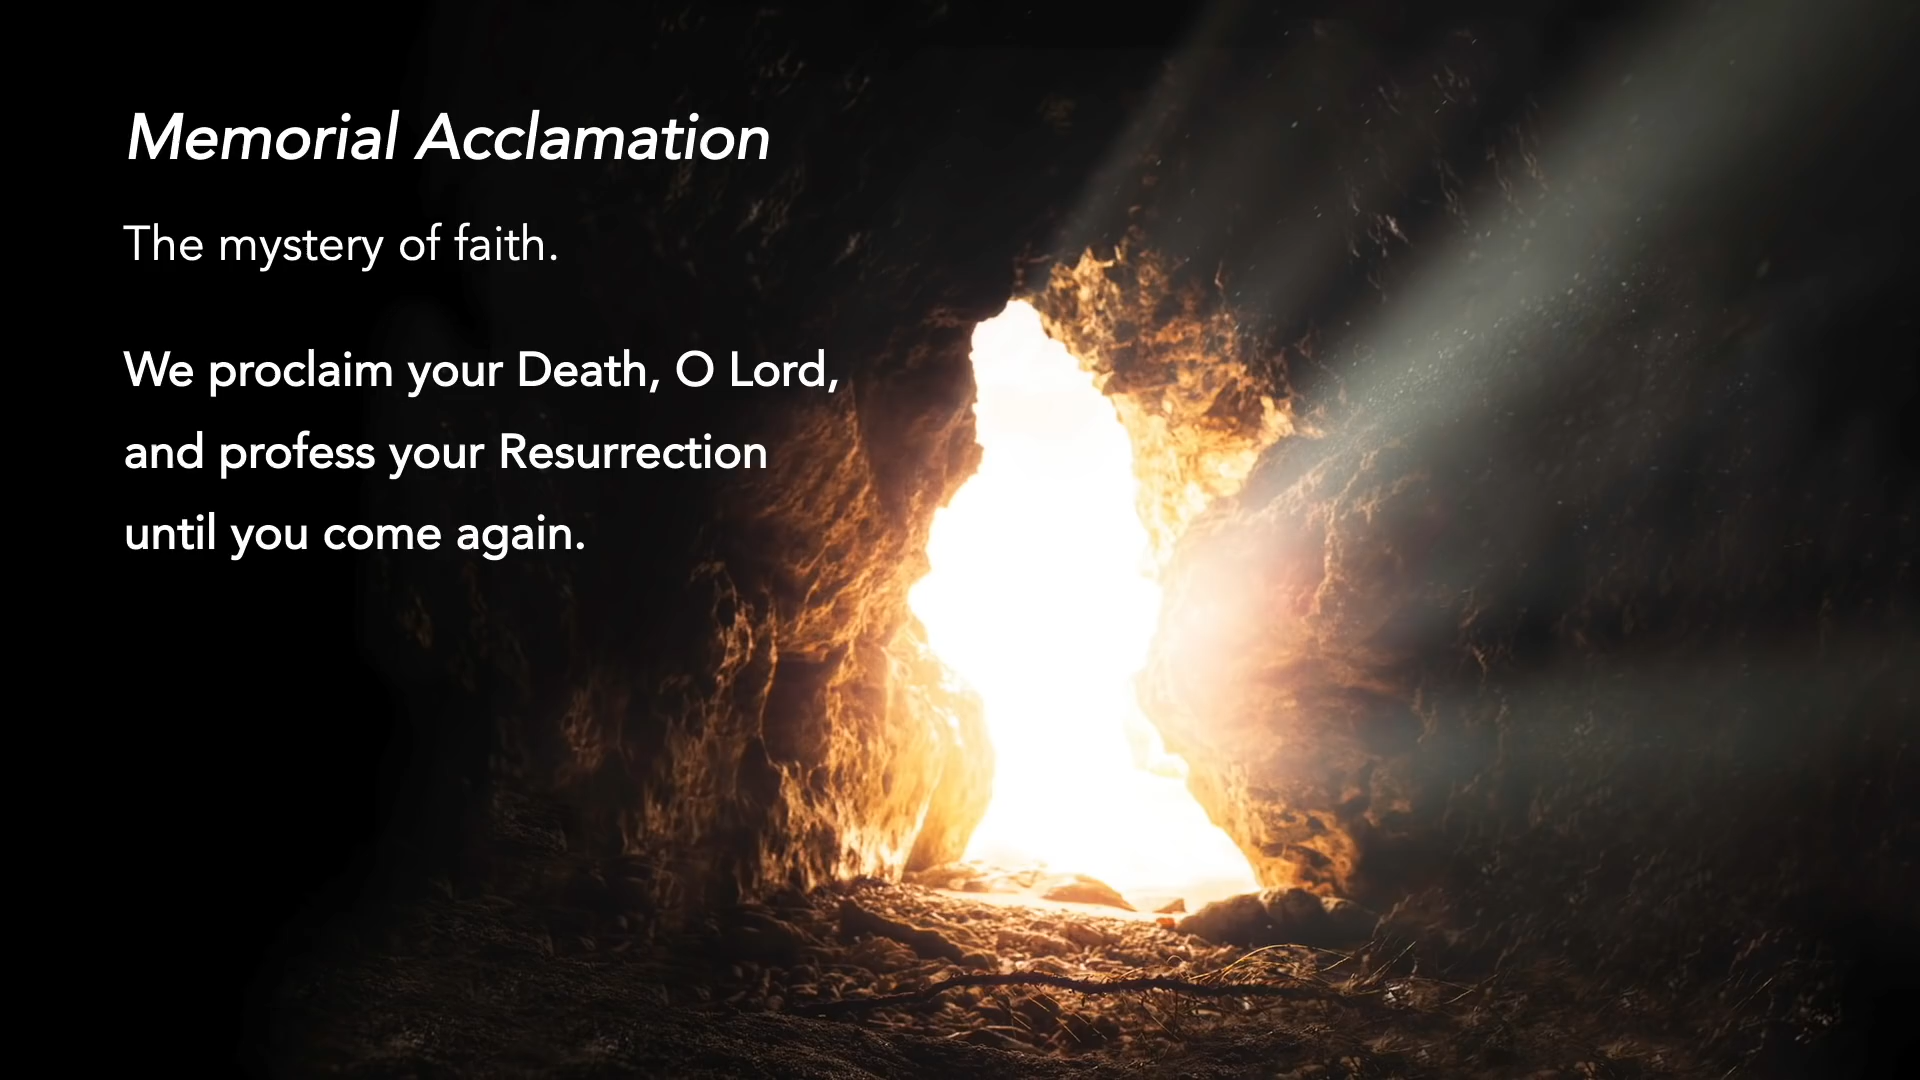 Memorial Acclamation
The mystery of faith.
We proclaim your Death, O Lord,
and profess your Resurrection
until you come again.